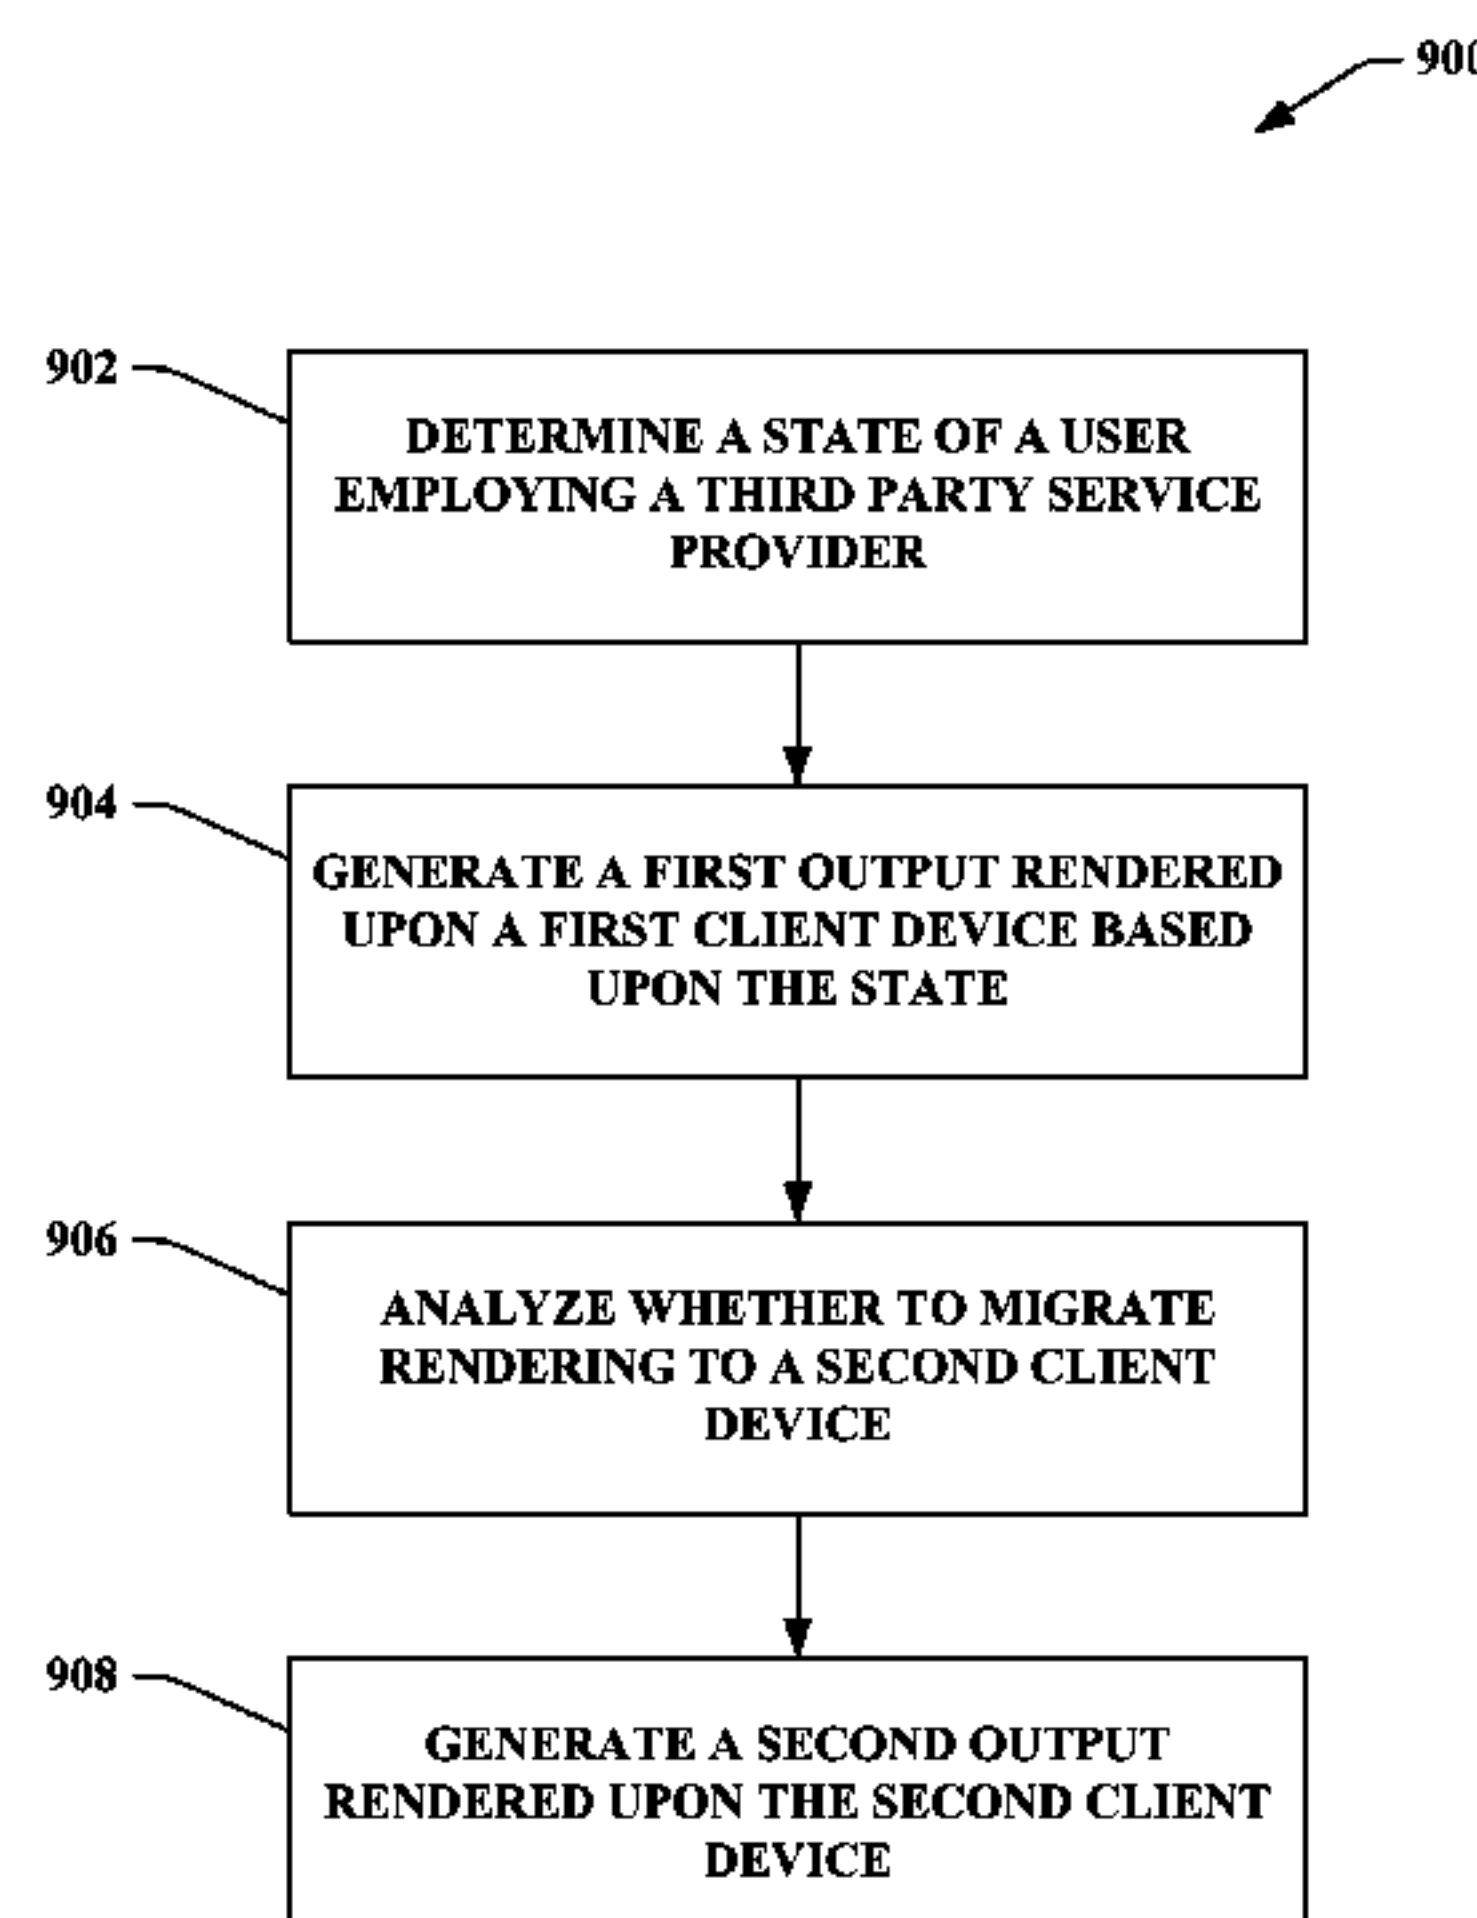 900
902
DETERMINE A STATE OF A USER
EMPLOYING A THIRD PARTY SERVICE
PROVIDER
904
GENERATE A FIRST OUTPUT RENDERED
UPON A FIRST CLIENT DEVICE BASED
UPON THE STATE
906
ANALYZE WHETHER TO MIGRATE
RENDERING TO A SECOND CLIENT
DEVICE
908
GENERATE A SECOND OUTPUT
RENDERED UPON THE SECOND CLIENT
DEVICE